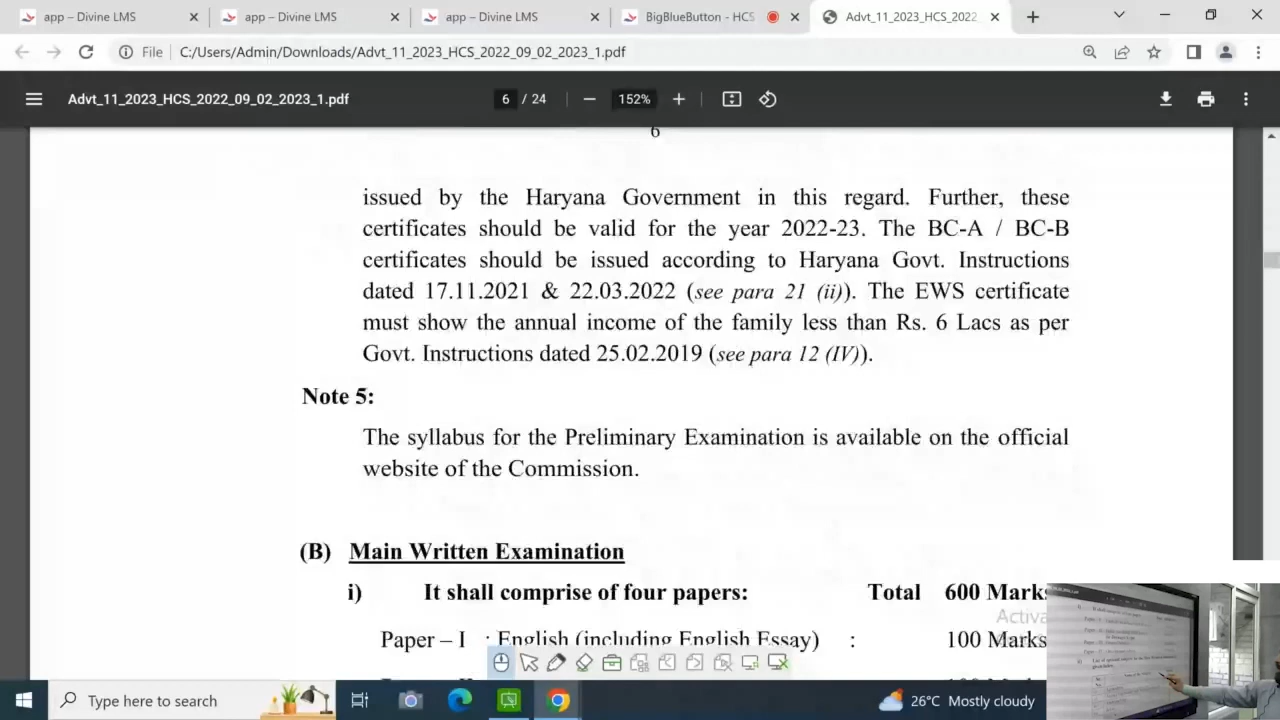 app – Divine LMS
app – Divine LMS
app – Divine LMS
BigBlueButton - HCS
Advt_11_2023_HCS_2022_
File
C:/Users/Admin/Downloads/Advt_11_2023_HCS_2022_09_02_2023_1.pdf
Advt_11_2023_HCS_2022_09_02_2023_1.pdf
6 / 24
152%
6
issued by the Haryana Government in this regard. Further, these
certificates should be valid for the year 2022-23. The BC-A / BC-B
certificates should be issued according to Haryana Govt. Instructions
dated 17.11.2021 & 22.03.2022 (see para 21 (ii)). The EWS certificate
must show the annual income of the family less than Rs. 6 Lacs as per
Govt. Instructions dated 25.02.2019 (see para 12 (IV)).
Note 5:
The syllabus for the Preliminary Examination is available on the official
website of the Commission.
(B) Main Written Examination
i) It shall comprise of four papers: Total 600 Marks
Activa
Paper – I : English (including English Essay) : 100 Marks
Type here to search
26°C Mostly cloudy